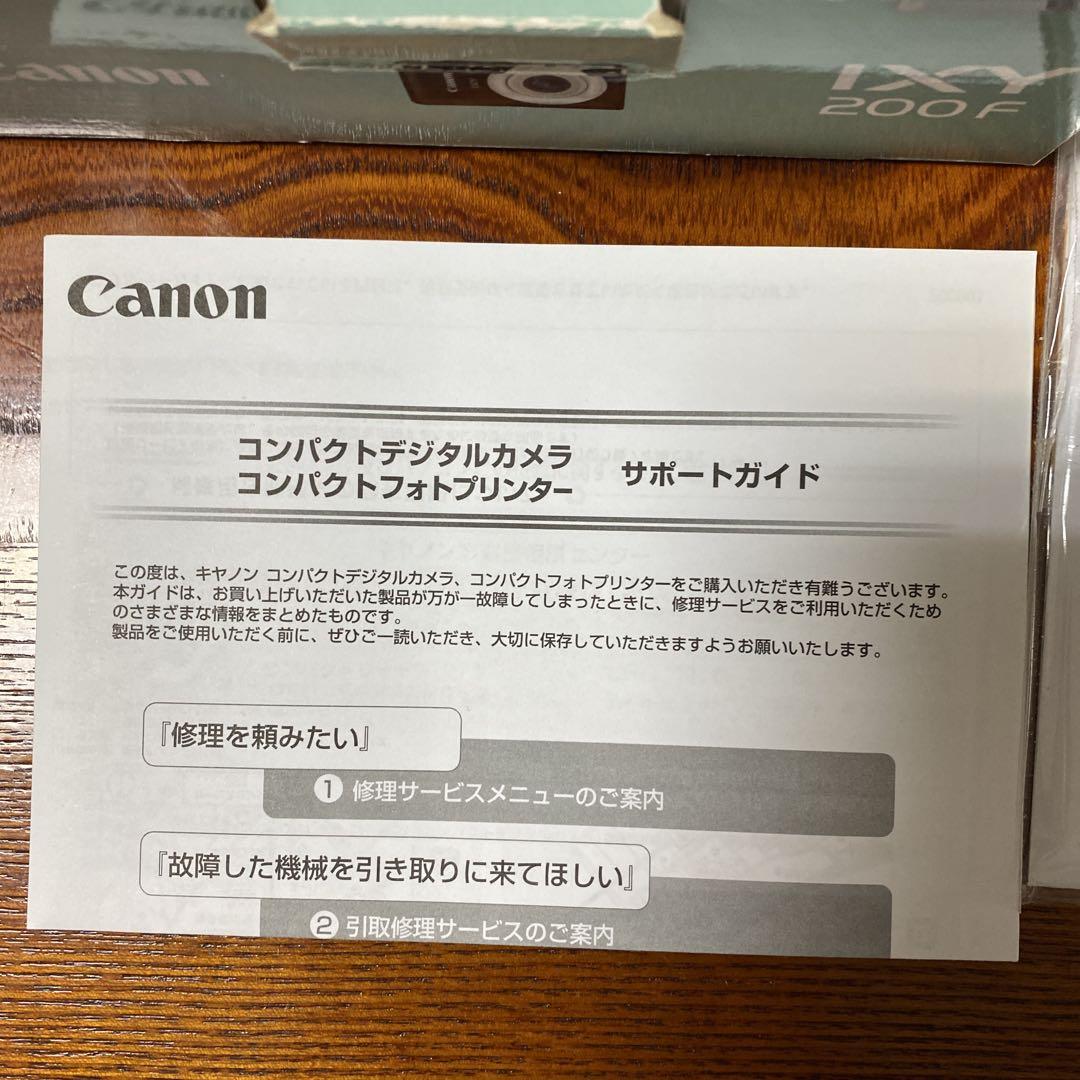 Canon
IXY
200F
Canon
コンパクトデジタルカメラ
コンパクトフォトプリンター
サポートガイド
この度は、キヤノン コンパクトデジタルカメラ、コンパクトフォトプリンターをご購入いただき有難うございます。
本ガイドは、お買い上げいただいた製品が万が一故障してしまったときに、修理サービスをご利用いただくため
のさまざまな情報をまとめたものです。
製品をご使用いただく前に、ぜひご一読いただき、大切に保存していただきますようお願いいたします。
『修理を頼みたい』
1 修理サービスメニューのご案内
『故障した機械を引き取りに来てほしい』
2 引取修理サービスのご案内